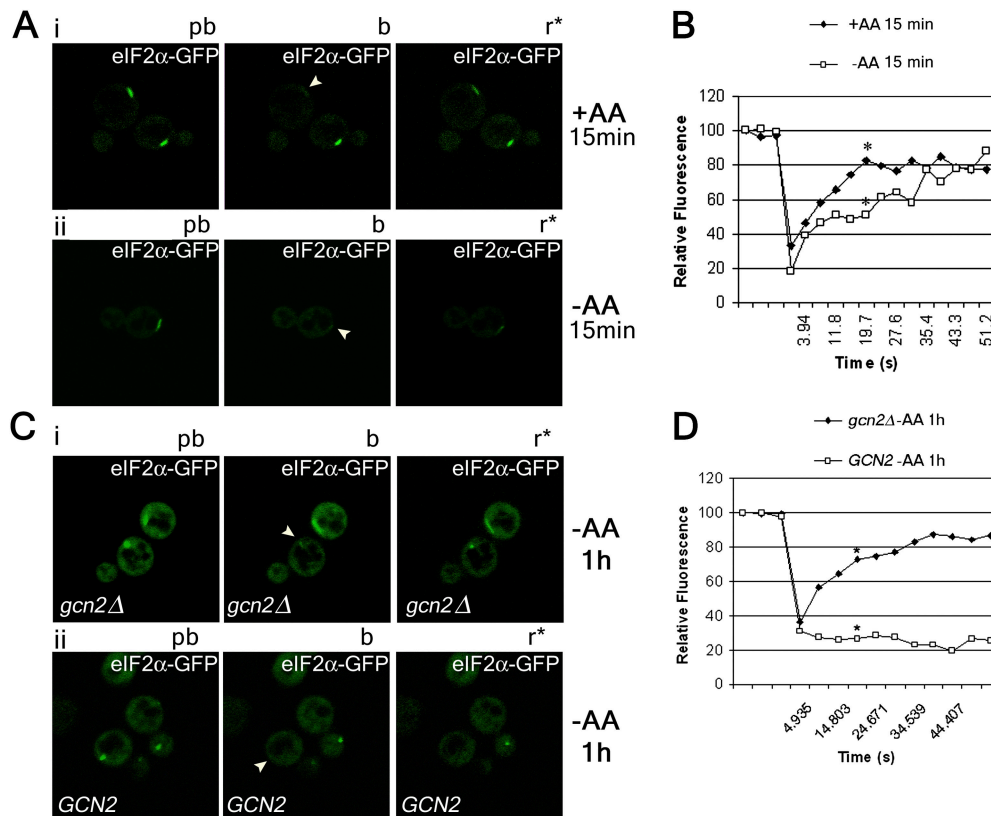 A
i
pb
b
r*
eIF2α-GFP
eIF2α-GFP
eIF2α-GFP
+AA
15min
ii
pb
b
r*
eIF2α-GFP
eIF2α-GFP
eIF2α-GFP
-AA
15min
B
+AA 15 min
-AA 15 min
120
100
80
60
40
20
0
Relative Fluorescence
*
*
3.94
11.8
19.7
27.6
35.4
43.3
51.2
Time (s)
C
i
pb
b
r*
eIF2α-GFP
eIF2α-GFP
eIF2α-GFP
gcn2Δ
gcn2Δ
gcn2Δ
-AA
1h
ii
pb
b
r*
eIF2α-GFP
eIF2α-GFP
eIF2α-GFP
GCN2
GCN2
GCN2
-AA
1h
D
gcn2Δ-AA 1h
GCN2 -AA 1h
120
100
80
60
40
20
0
Relative Fluorescence
*
*
4.935
14.803
24.671
34.539
44.407
Time (s)